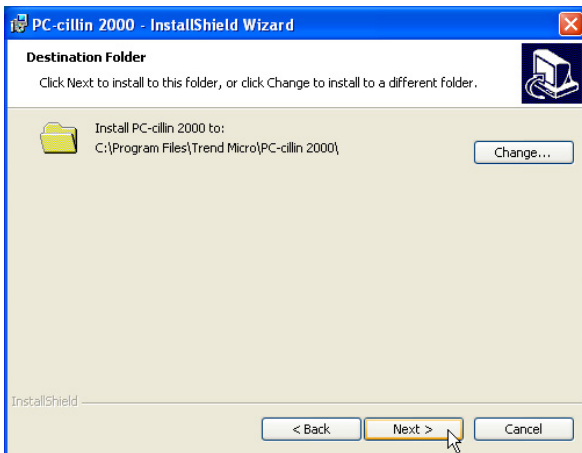 PC-cillin 2000 - InstallShield Wizard
Destination Folder
Click Next to install to this folder, or click Change to install to a different folder.
Install PC-cillin 2000 to:
C:\Program Files\Trend Micro\PC-cillin 2000\
Change...
InstallShield
< Back
Next >
Cancel